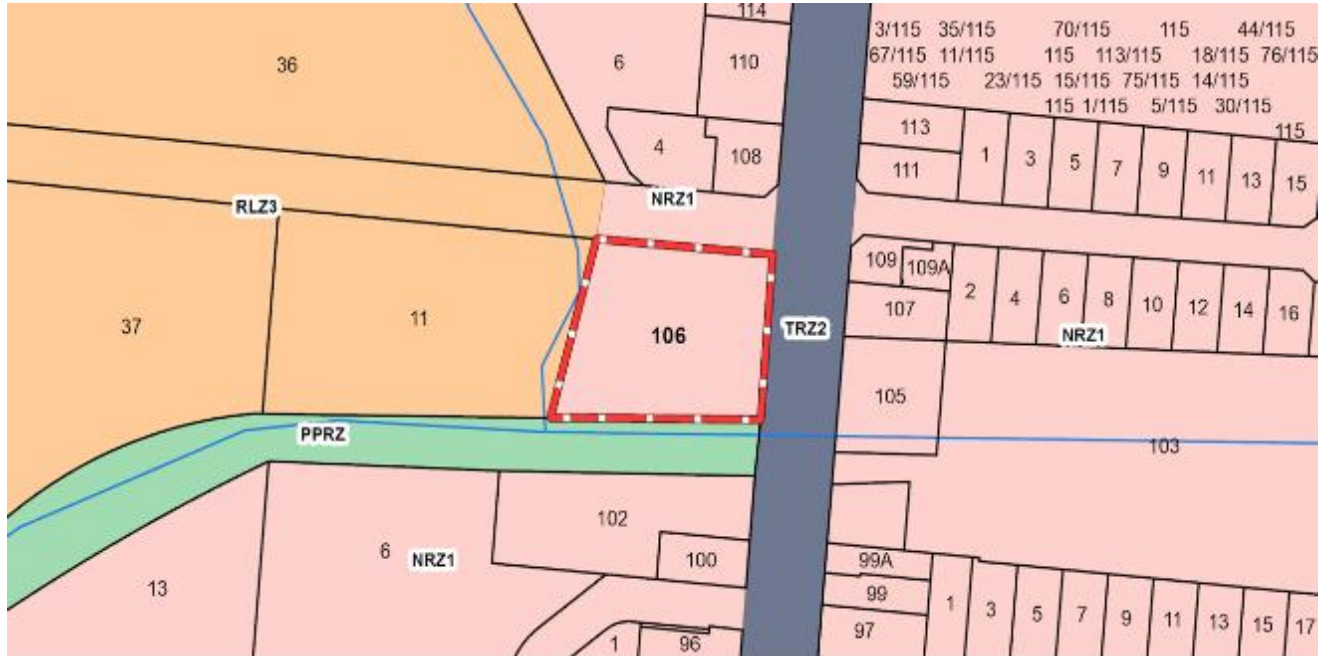 114
3/115 35/115 70/115 115 44/115
36 6 110 67/115 11/115 115 113/115 18/115 76/115
59/115 23/115 15/115 75/115 14/115
115 1/115 5/115 30/115
113 115
4 108 1 3 5 7 9 11 13 15
111
RLZ3 NRZ1
109 109A
2 4 6 8 10 12 14 16
107
37 11 106 TRZ2 NRZ1
105
PPRZ 103
102
6 NRZ1 100 99A
13 99 1 3 5 7 9 11 13 15 17
1 96 97